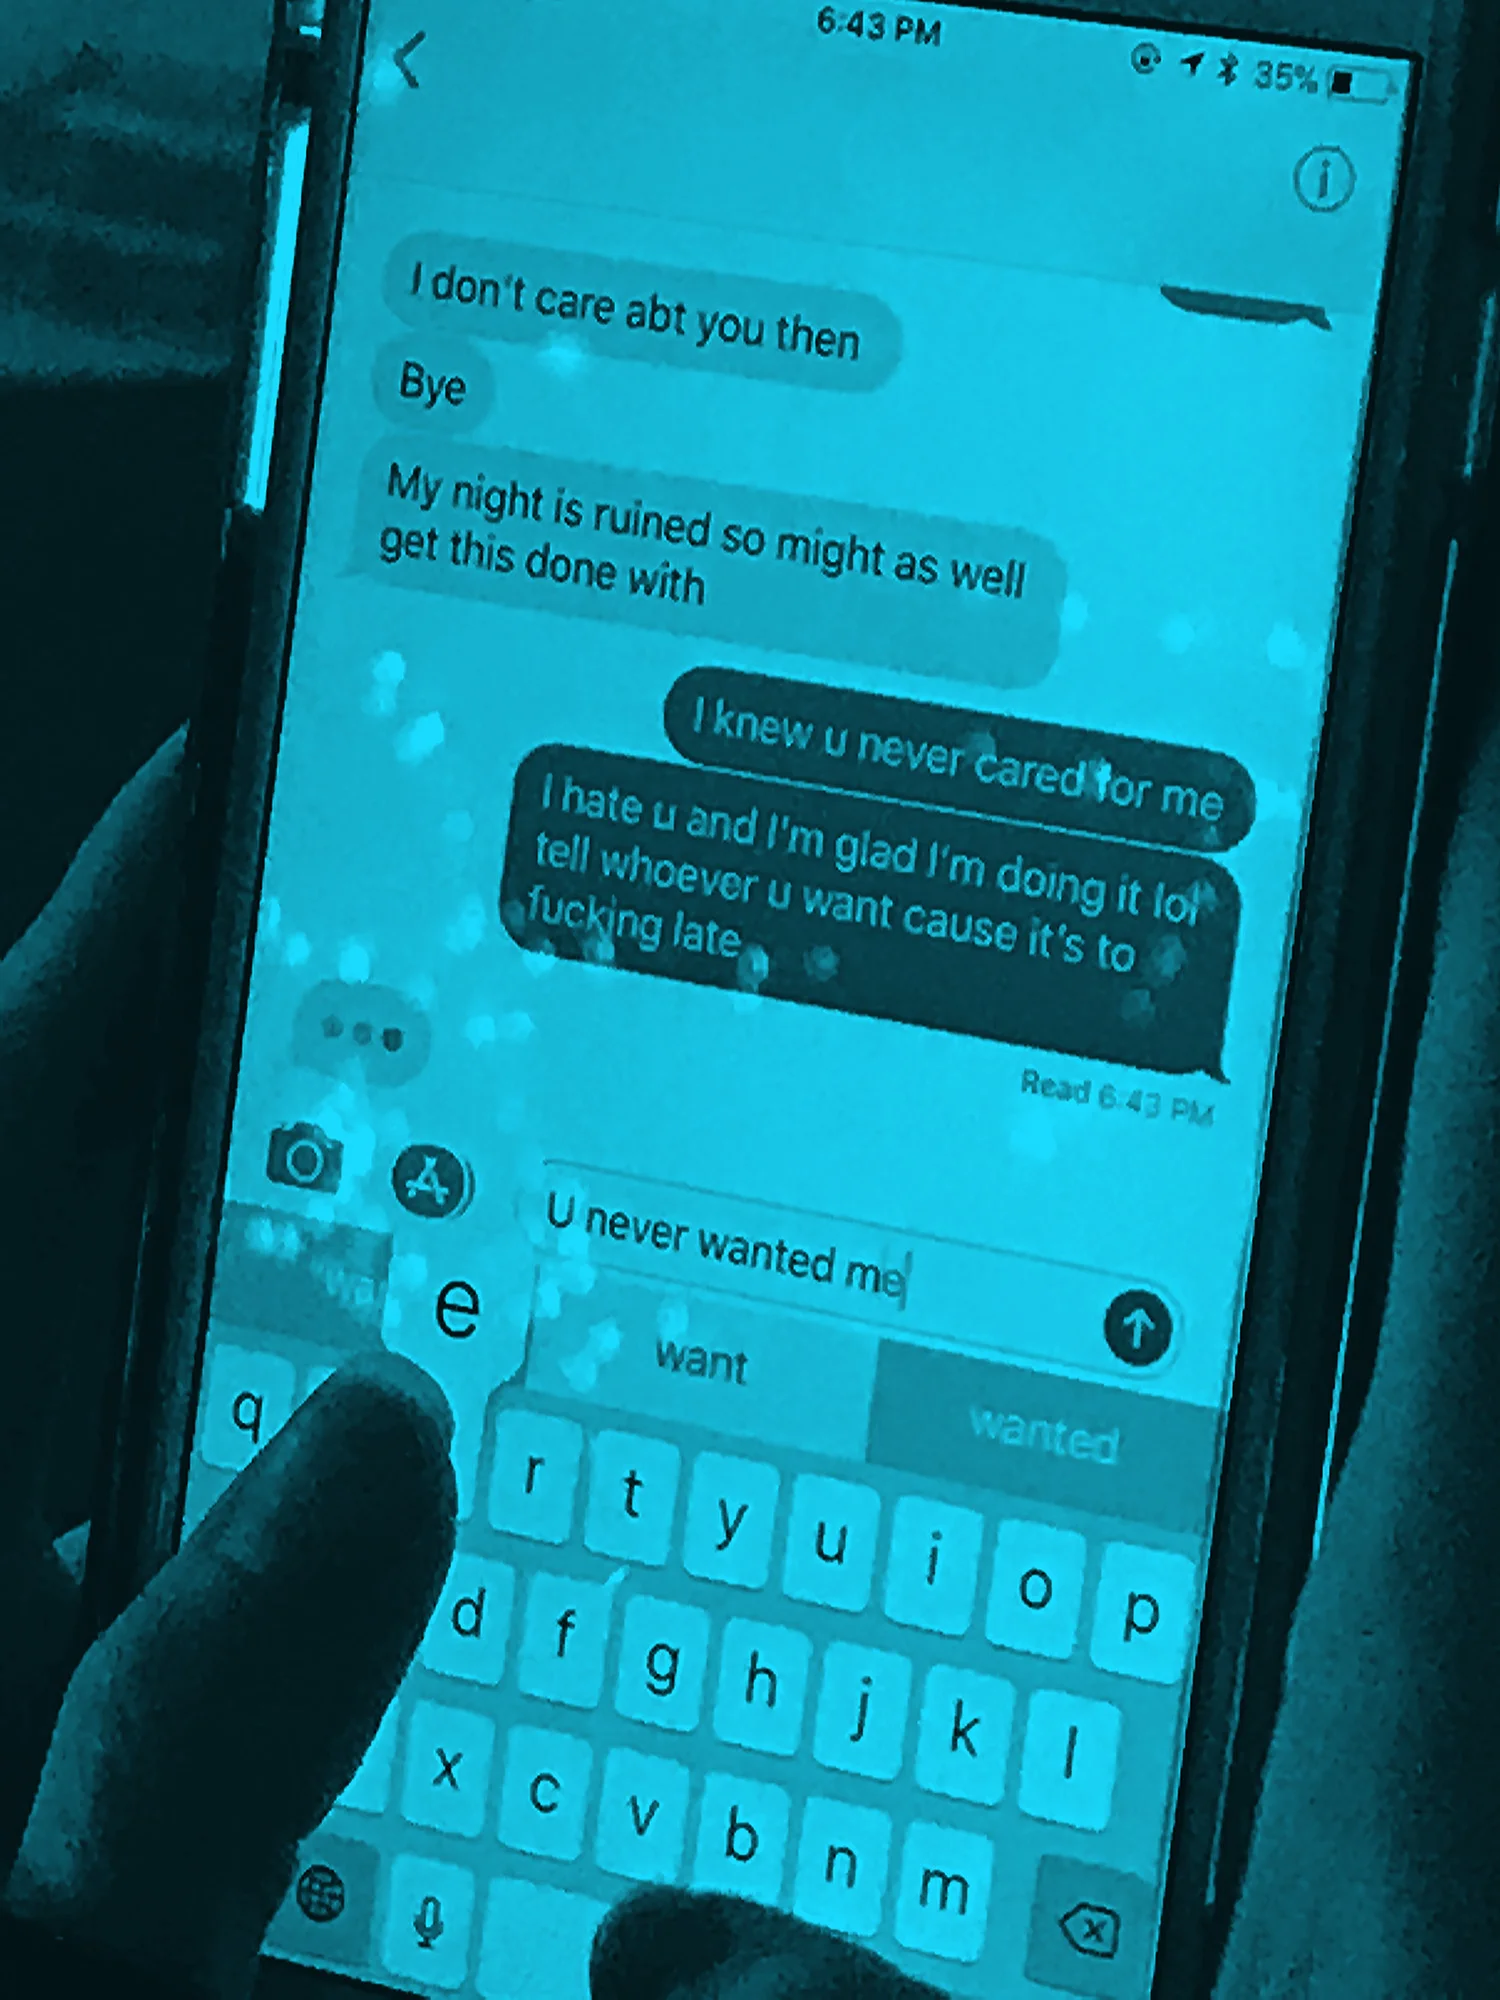 6:43 PM
35%
I don't care abt you then
Bye
My night is ruined so might as well
get this done with
I knew u never cared for me
I hate u and I'm glad I'm doing it lol
tell whoever u want cause it's to
fucking late
Read 6:43 PM
U never wanted me
e
want
wanted
q r t y u i o p
d f g h j k l
x c v b n m